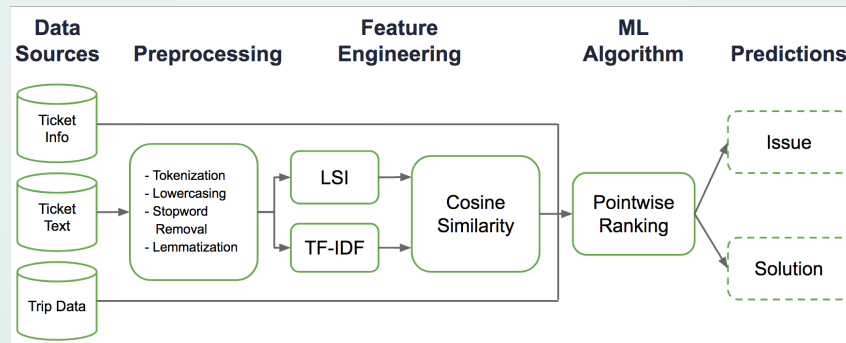 Data
Sources
Preprocessing
Feature
Engineering
ML
Algorithm
Predictions
Ticket
Info
Ticket
Text
Trip Data
- Tokenization
- Lowercasing
- Stopword
Removal
- Lemmatization
LSI
TF-IDF
Cosine
Similarity
Pointwise
Ranking
Issue
Solution